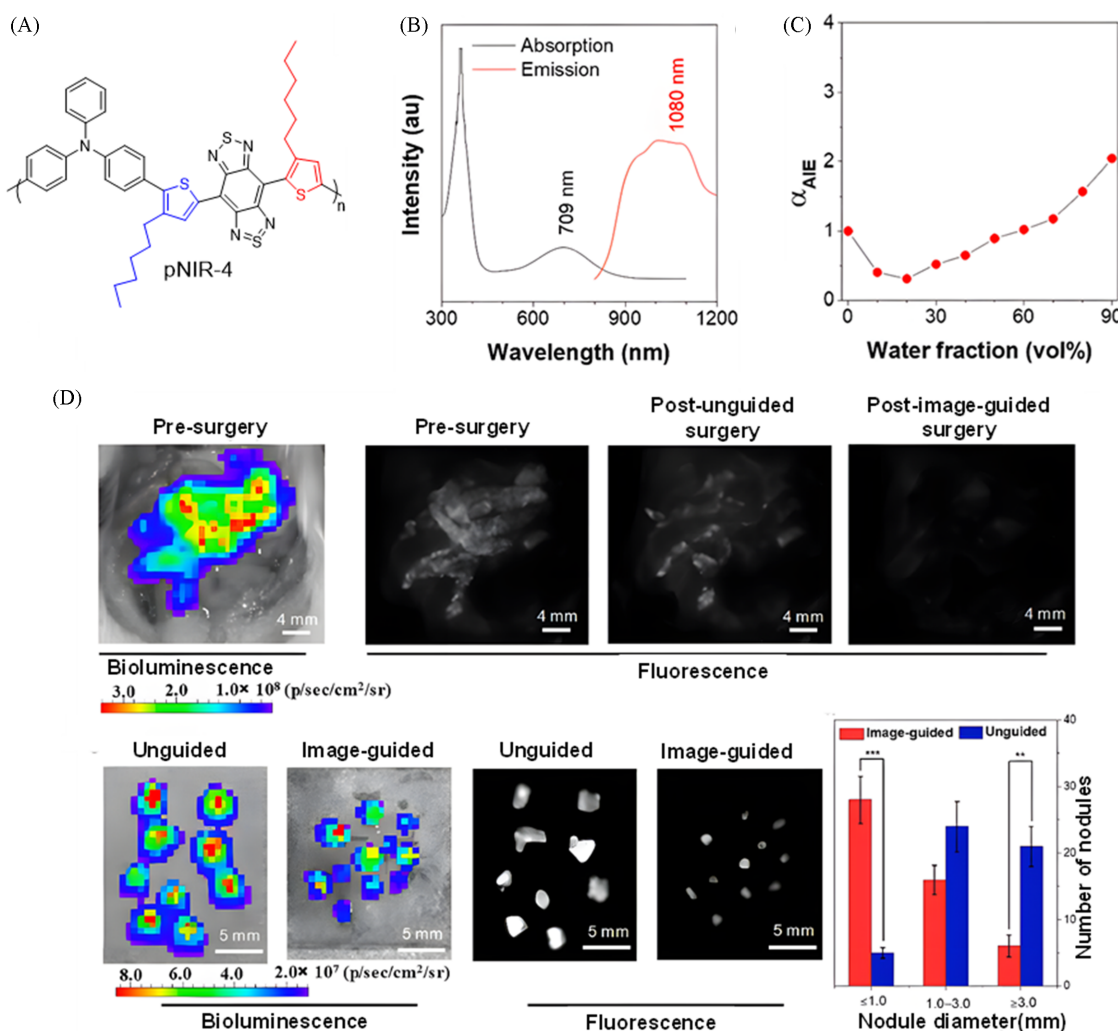 (A)
S
N
N
N
S
S
N
N
S
n
pNIR-4
(B)
Absorption
Emission
1080 nm
709 nm
Intensity (au)
300
600
900
1200
Wavelength (nm)
(C)
4
3
2
1
0
αAIE
0
30
60
90
Water fraction (vol%)
(D)
Pre-surgery
Pre-surgery
Post-unguided
surgery
Post-image-guided
surgery
4 mm
4 mm
4 mm
4 mm
Bioluminescence
Fluorescence
3.0 2.0 1.0× 10⁸ (p/sec/cm²/sr)
Unguided
Image-guided
Unguided
Image-guided
5 mm
5 mm
5 mm
5 mm
8.0 6.0 4.0 2.0× 10⁷ (p/sec/cm²/sr)
Bioluminescence
Fluorescence
Image-guided
Unguided
***
**
40
30
20
10
0
Number of nodules
≤1.0
1.0–3.0
≥3.0
Nodule diameter(mm)